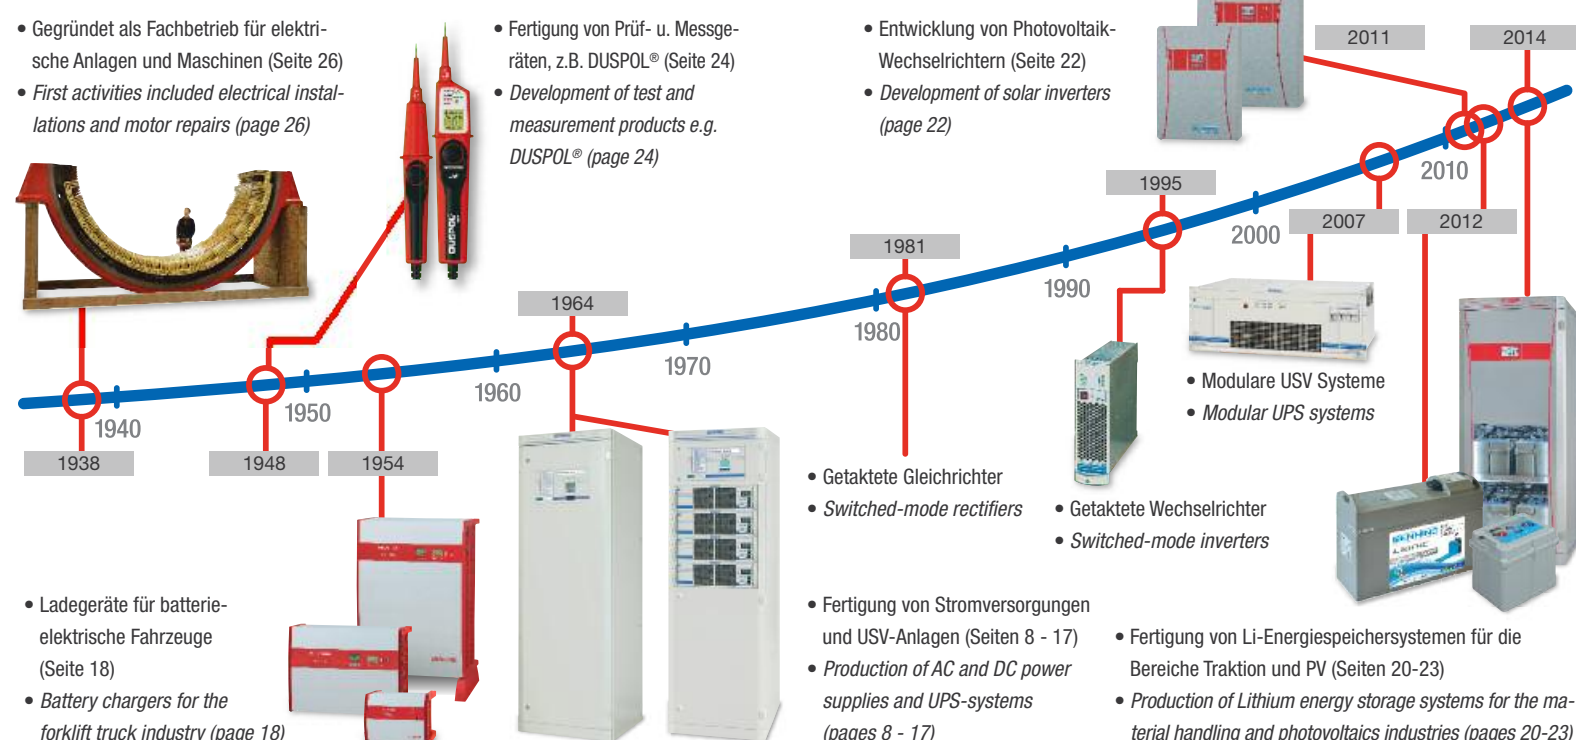 • Gegründet als Fachbetrieb für elektri-
sche Anlagen und Maschinen (Seite 26)
• First activities included electrical instal-
lations and motor repairs (page 26)
• Fertigung von Prüf- u. Messge-
räten, z.B. DUSPOL® (Seite 24)
• Development of test and
measurement products e.g.
DUSPOL® (page 24)
• Entwicklung von Photovoltaik-
Wechselrichtern (Seite 22)
• Development of solar inverters
(page 22)
2011
2014
1995
2007
2012
1981
1964
1938
1948
1954
1940
1950
1960
1970
1980
1990
2000
2010
• Modulare USV Systeme
• Modular UPS systems
• Getaktete Gleichrichter
• Switched-mode rectifiers
• Getaktete Wechselrichter
• Switched-mode inverters
• Ladegeräte für batterie-
elektrische Fahrzeuge
(Seite 18)
• Battery chargers for the
forklift truck industry (page 18)
• Fertigung von Stromversorgungen
und USV-Anlagen (Seiten 8 - 17)
• Production of AC and DC power
supplies and UPS-systems
(pages 8 - 17)
• Fertigung von Li-Energiespeichersystemen für die
Bereiche Traktion und PV (Seiten 20-23)
• Production of Lithium energy storage systems for the ma-
terial handling and photovoltaics industries (pages 20-23)
DUSPOL
BENNING